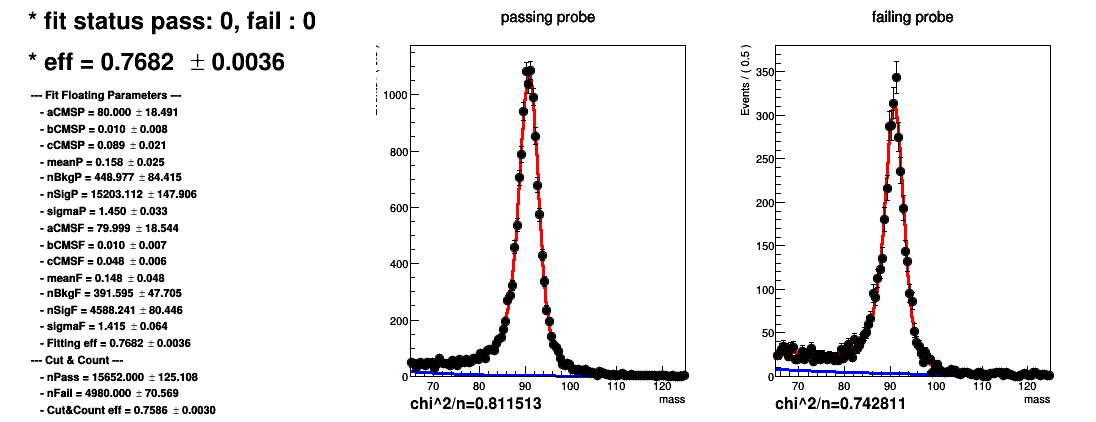 * fit status pass: 0, fail : 0
* eff = 0.7682 ± 0.0036
--- Fit Floating Parameters ---
- aCMSP = 80.000 ± 18.491
- bCMSP = 0.010 ± 0.008
- cCMSP = 0.089 ± 0.021
- meanP = 0.158 ± 0.025
- nBkgP = 448.977 ± 84.415
- nSigP = 15203.112 ± 147.906
- sigmaP = 1.450 ± 0.033
- aCMSF = 79.999 ± 18.544
- bCMSF = 0.010 ± 0.007
- cCMSF = 0.048 ± 0.006
- meanF = 0.148 ± 0.048
- nBkgF = 391.595 ± 47.705
- nSigF = 4588.241 ± 80.446
- sigmaF = 1.415 ± 0.064
- Fitting eff = 0.7682 ± 0.0036
--- Cut & Count ---
- nPass = 15652.000 ± 125.108
- nFail = 4980.000 ± 70.569
- Cut&Count eff = 0.7586 ± 0.0030
passing probe
1000
800
600
400
200
0
70 80 90 100 110 120
mass
chi^2/n=0.811513
failing probe
Events / ( 0.5 )
350
300
250
200
150
100
50
0
70 80 90 100 110 120
mass
chi^2/n=0.742811